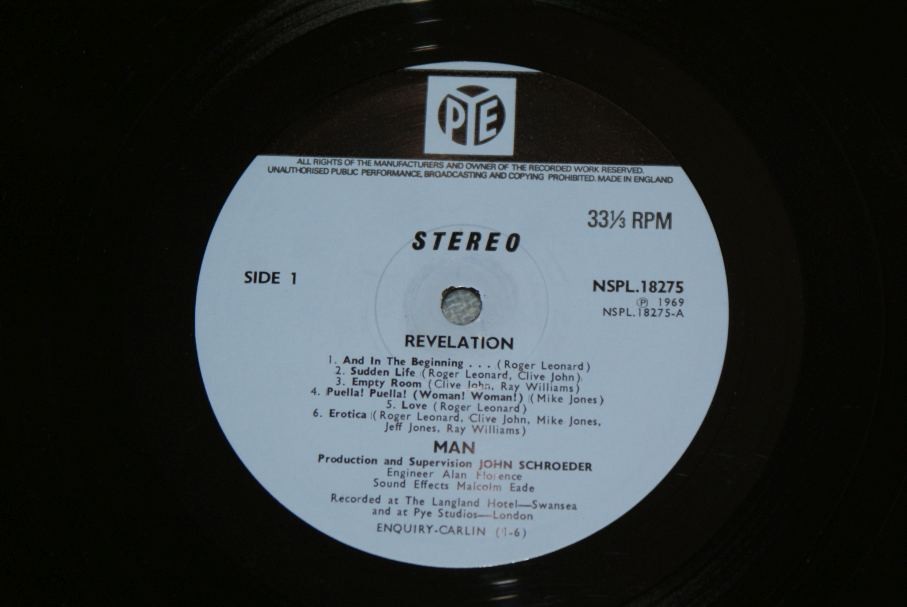 PYE
ALL RIGHTS OF THE MANUFACTURERS AND OWNER OF THE RECORDED WORK RESERVED.
UNAUTHORISED PUBLIC PERFORMANCE, BROADCASTING AND COPYING PROHIBITED. MADE IN ENGLAND
33⅓ RPM
STEREO
SIDE 1
NSPL.18275
Ⓟ 1969
NSPL.18275-A
REVELATION
1. And In The Beginning . . . (Roger Leonard)
2. Sudden Life (Roger Leonard, Clive John)
3. Empty Room (Clive John, Ray Williams)
4. Puella! Puella! (Woman! Woman!) (Mike Jones)
5. Love (Roger Leonard)
6. Erotica (Roger Leonard, Clive John, Mike Jones,
Jeff Jones, Ray Williams)
MAN
Production and Supervision JOHN SCHROEDER
Engineer Alan Florence
Sound Effects Malcolm Eade
Recorded at The Langland Hotel—Swansea
and at Pye Studios—London
ENQUIRY-CARLIN (1-6)